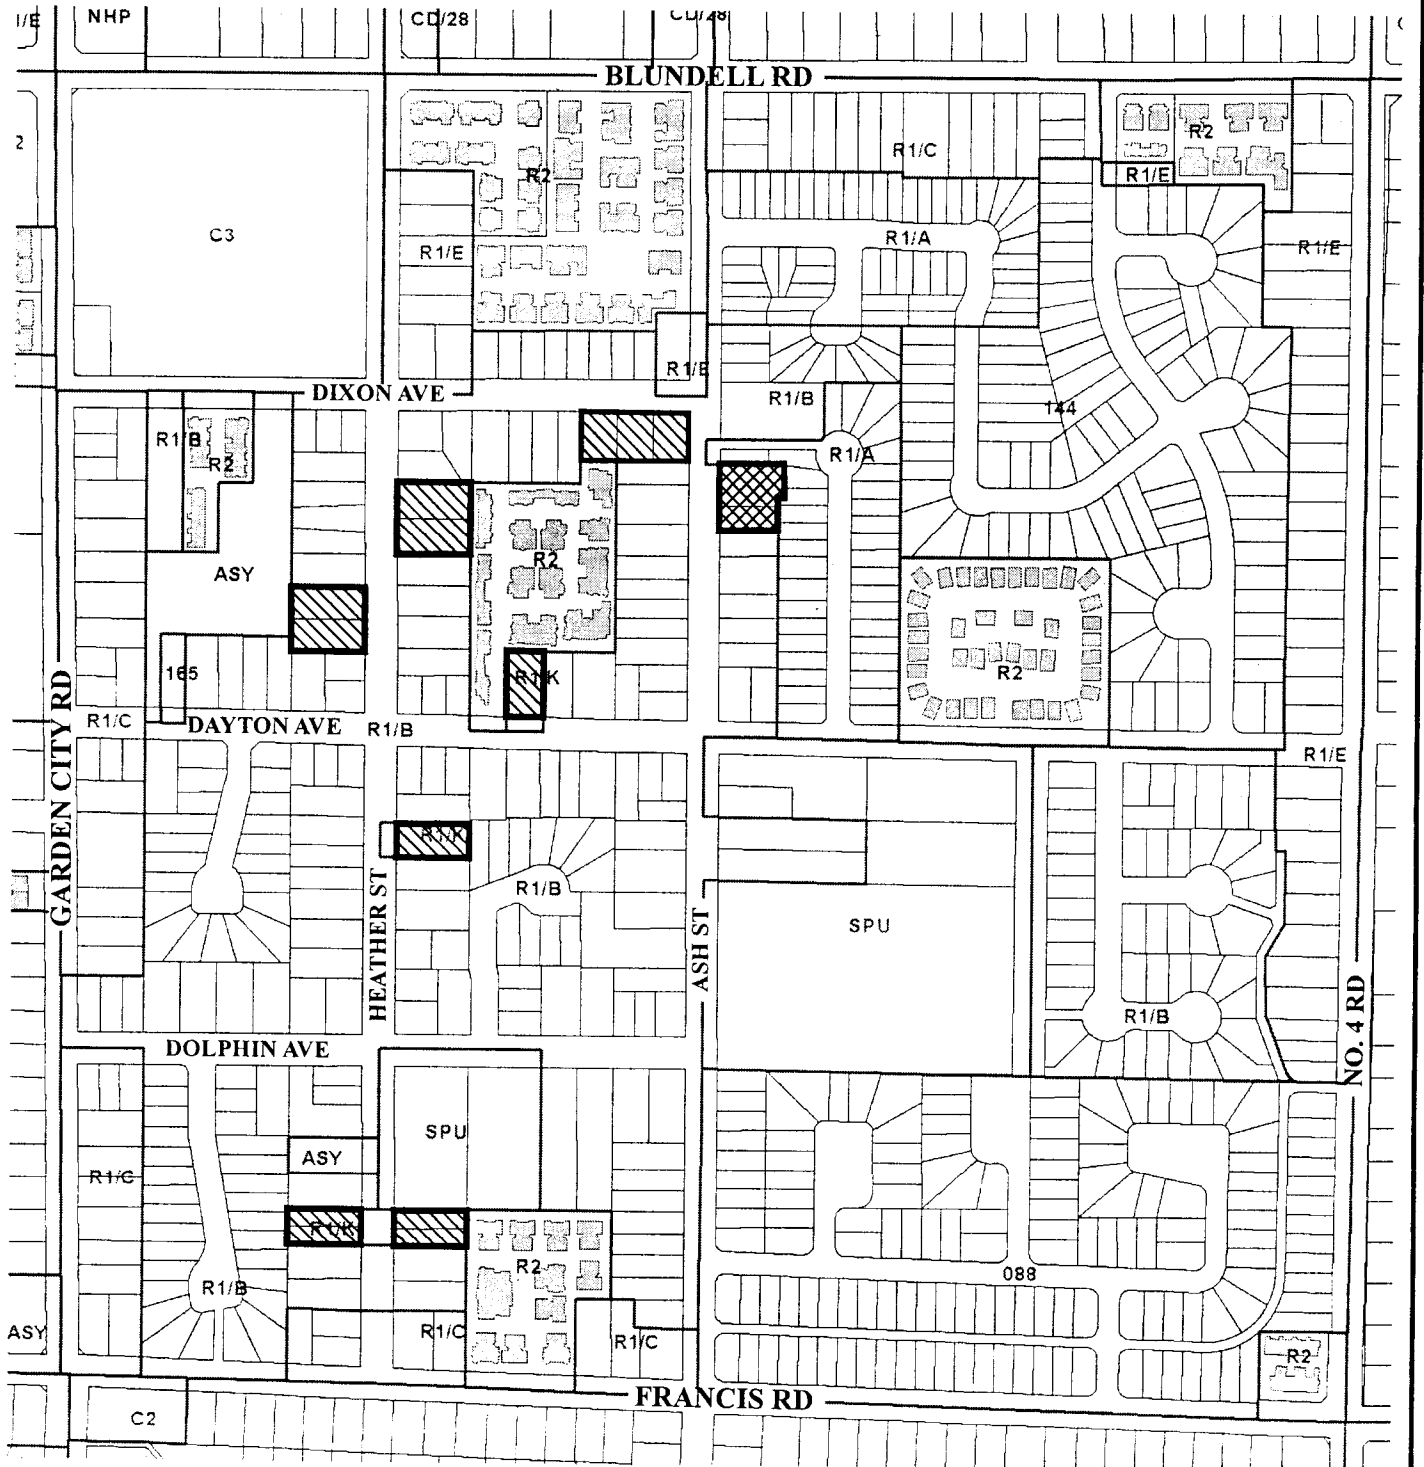 I/E
NHP
CD/28
CD/28
BLUNDELL RD
2
R2
R1/C
R2
R1/E
C3
R1/E
R1/A
R1/E
R1/E
DIXON AVE
R1/B
144
R1/B
R2
R1/A
ASY
R2
165
R1/K
R2
GARDEN CITY RD
R1/C
DAYTON AVE
R1/B
R1/E
R1/K
R1/B
HEATHER ST
ASH ST
SPU
NO. 4 RD
R1/B
DOLPHIN AVE
SPU
ASY
R1/C
R1/K
R2
088
R1/B
ASY
R1/C
R1/C
R2
FRANCIS RD
C2